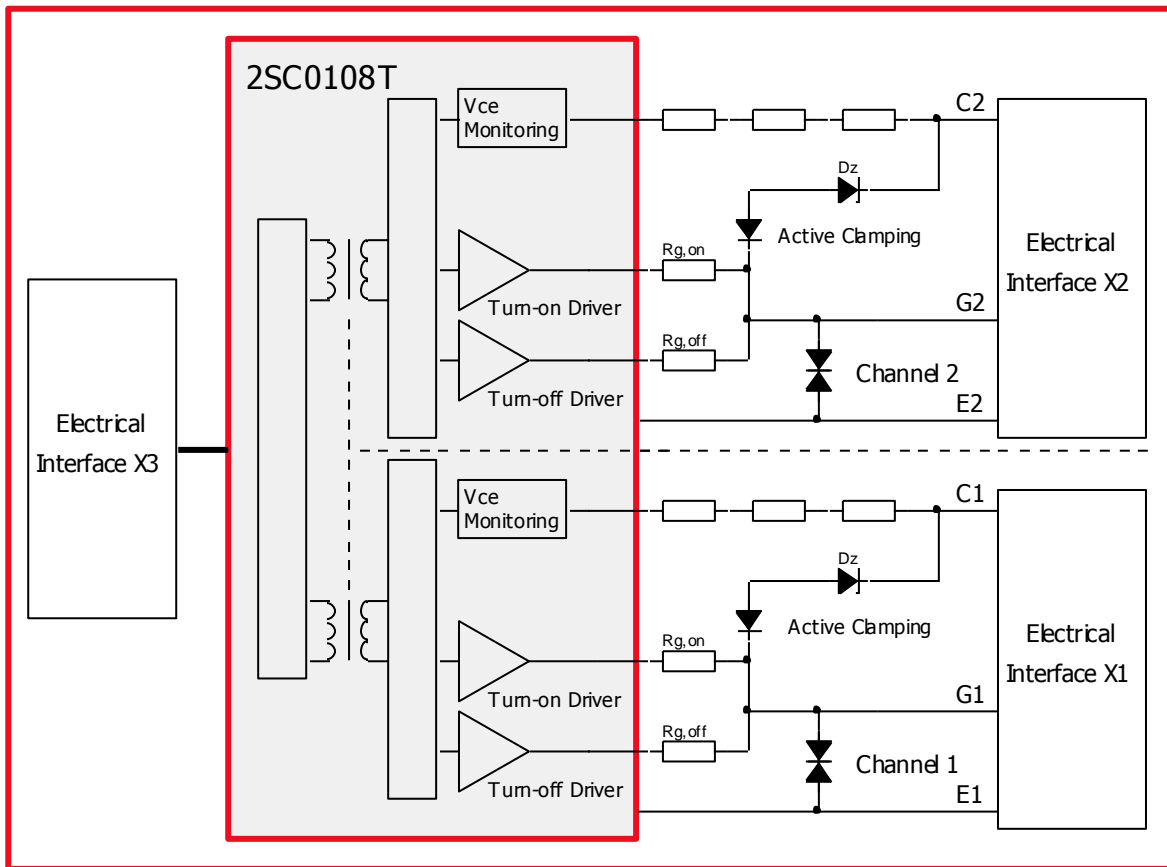 2SC0108T
Vce
Monitoring
C2
Dz
Active Clamping
Rg,on
Turn-on Driver
G2
Rg,off
Turn-off Driver
Channel 2
E2
Electrical
Interface X2
Electrical
Interface X3
Vce
Monitoring
C1
Dz
Active Clamping
Rg,on
Turn-on Driver
G1
Rg,off
Turn-off Driver
Channel 1
E1
Electrical
Interface X1